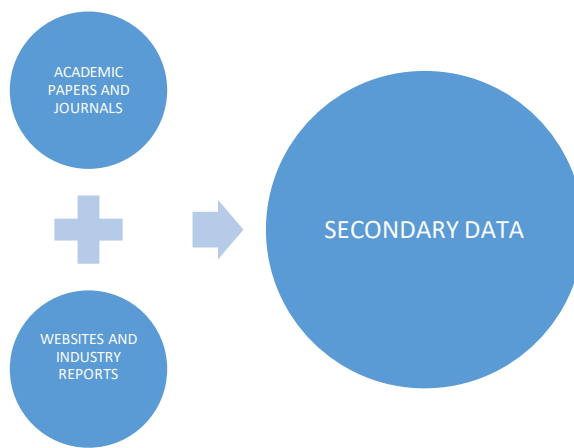 ACADEMIC
PAPERS AND
JOURNALS
WEBSITES AND
INDUSTRY
REPORTS
SECONDARY DATA